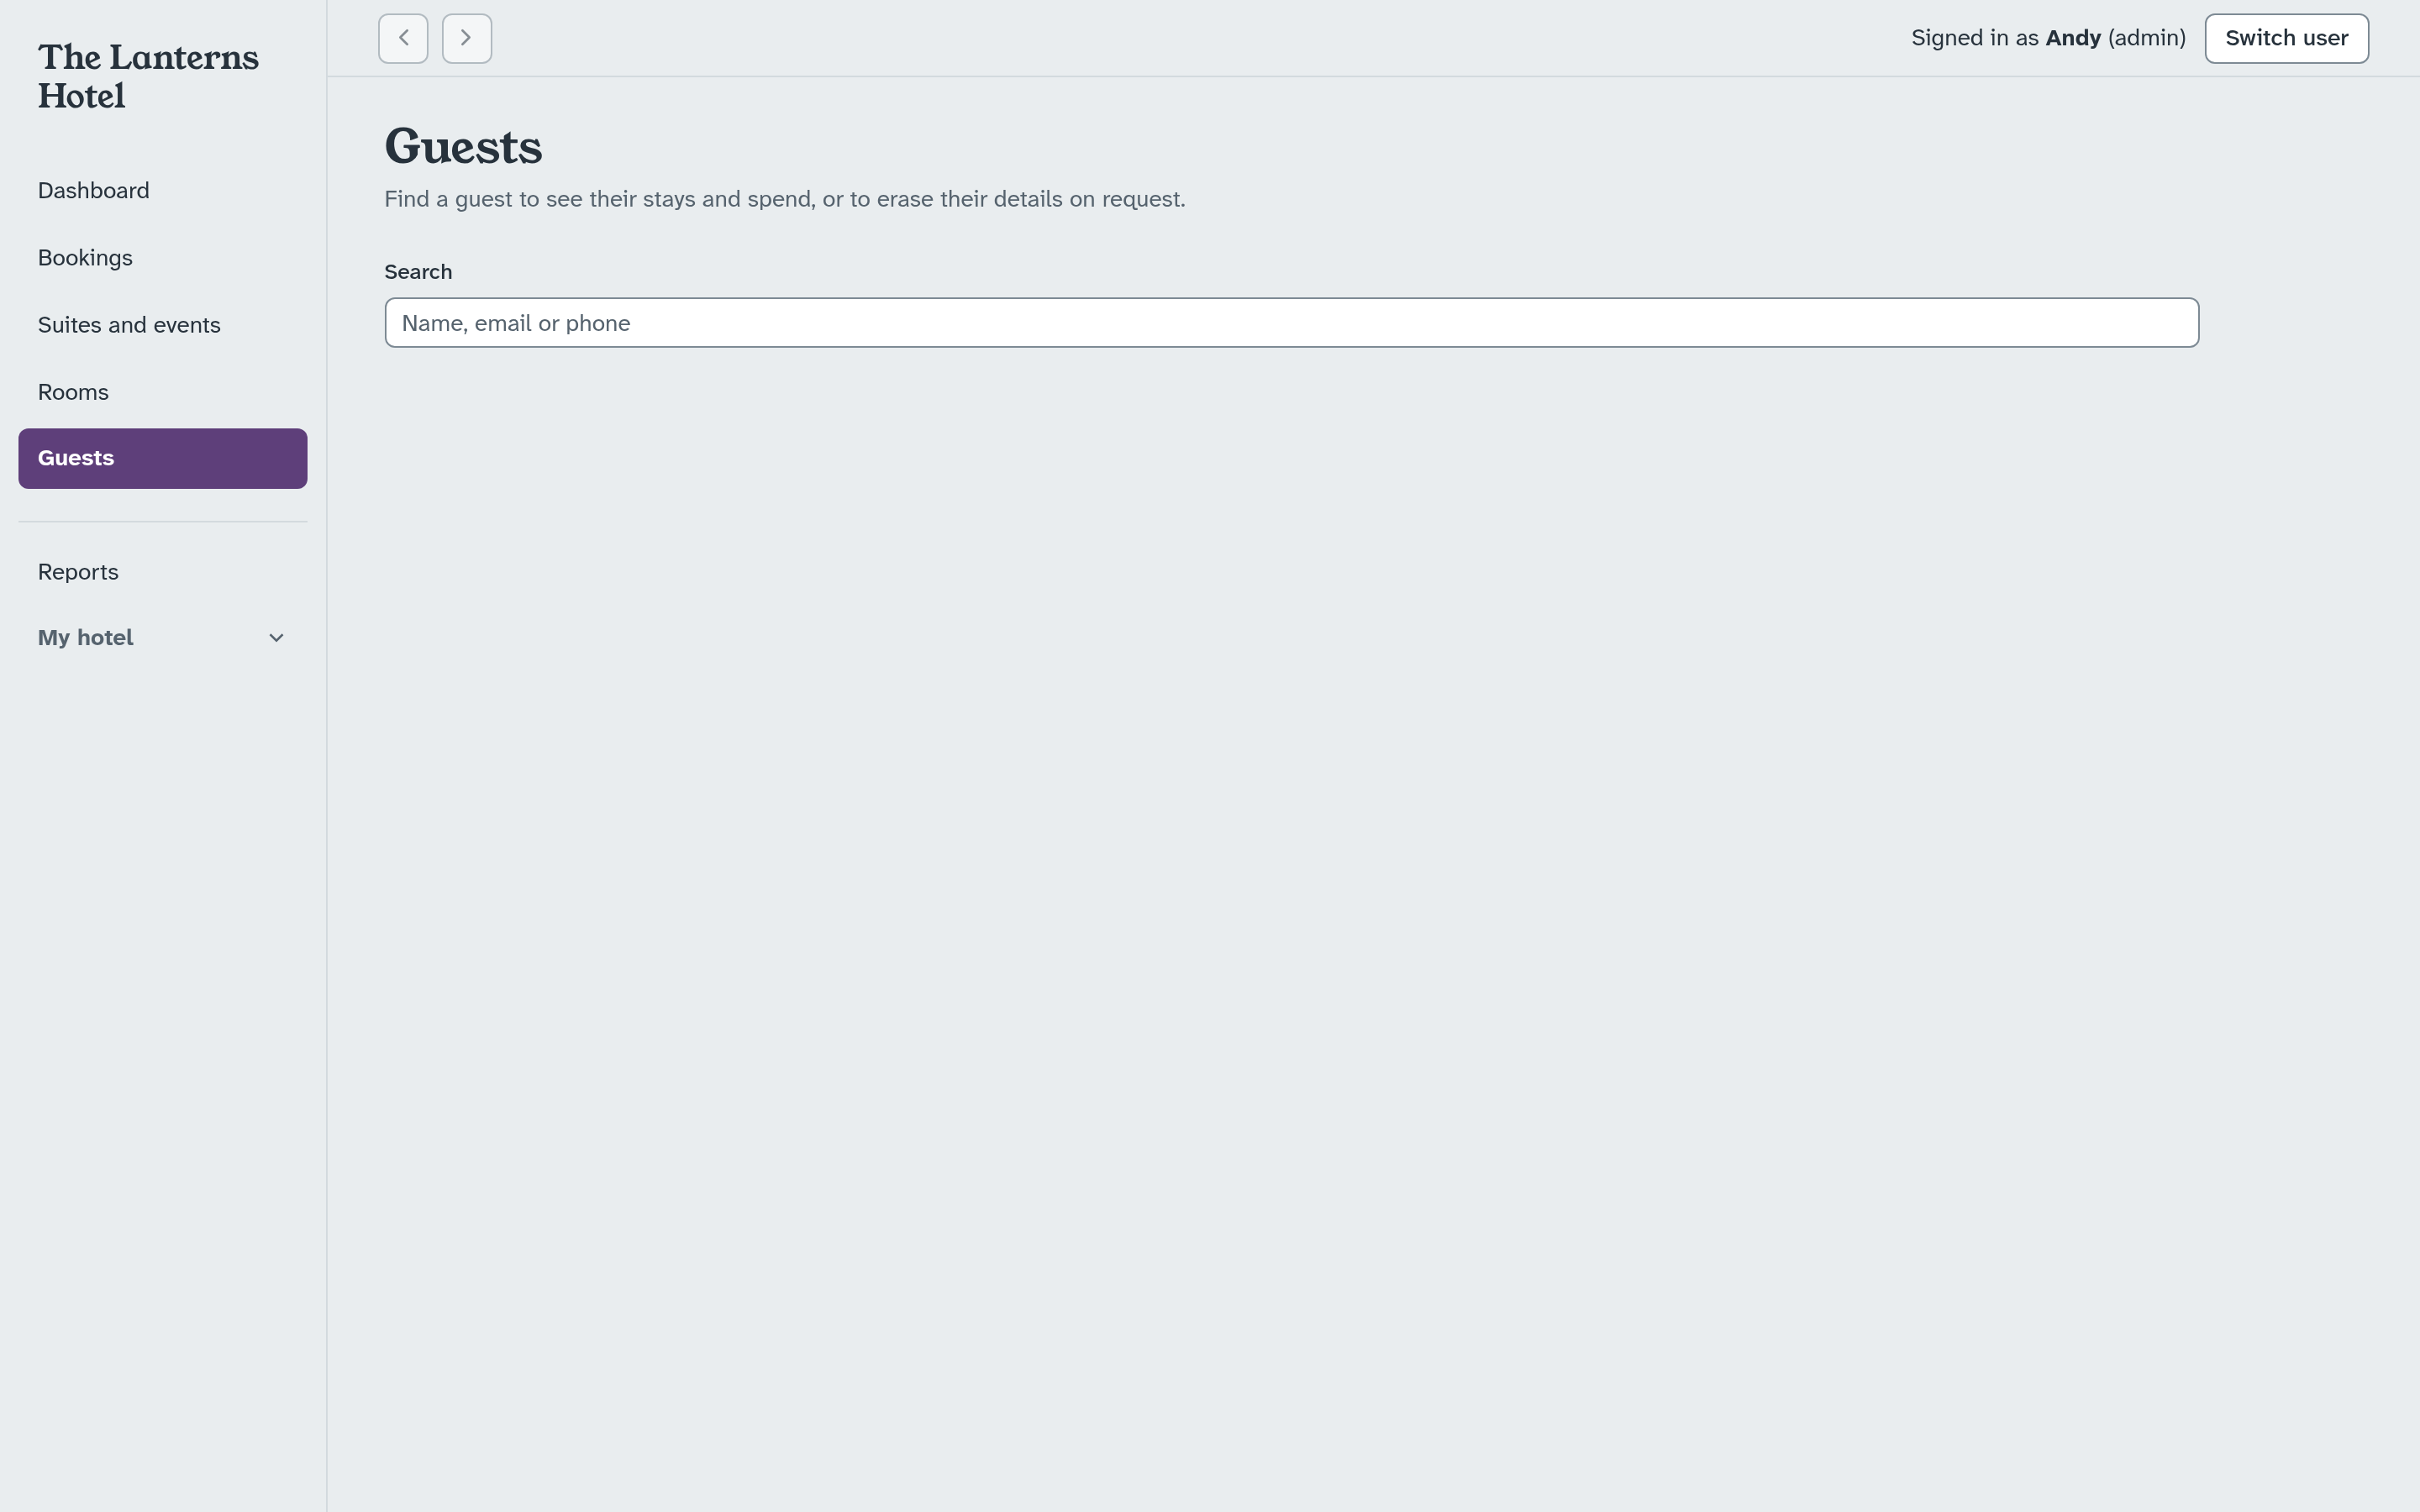 The Lanterns
Hotel
Dashboard
Bookings
Suites and events
Rooms
Guests
Reports
My hotel
Signed in as Andy (admin)
Switch user
Guests
Find a guest to see their stays and spend, or to erase their details on request.
Search
Name, email or phone